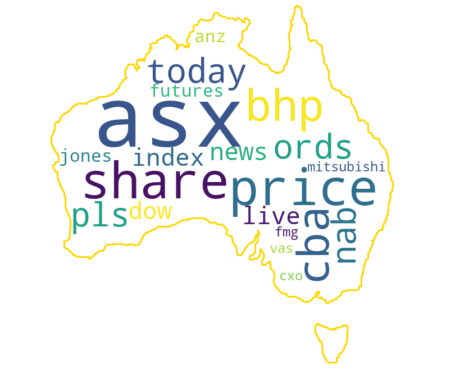 anz
today
futures
asx
bhp
ords
news
index
jones
mitsubishi
share
price
pls
dow
live
cba
nab
fmg
vas
cxo